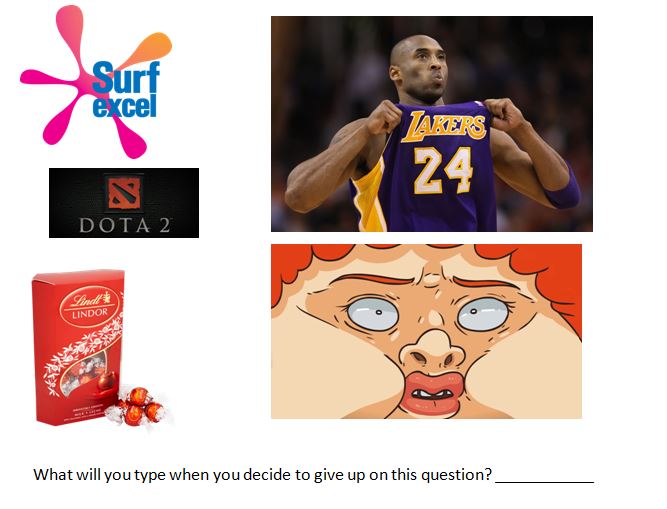 Surf
excel
LAKERS
24
DOTA 2
Lindt
LINDOR
What will you type when you decide to give up on this question? ____________